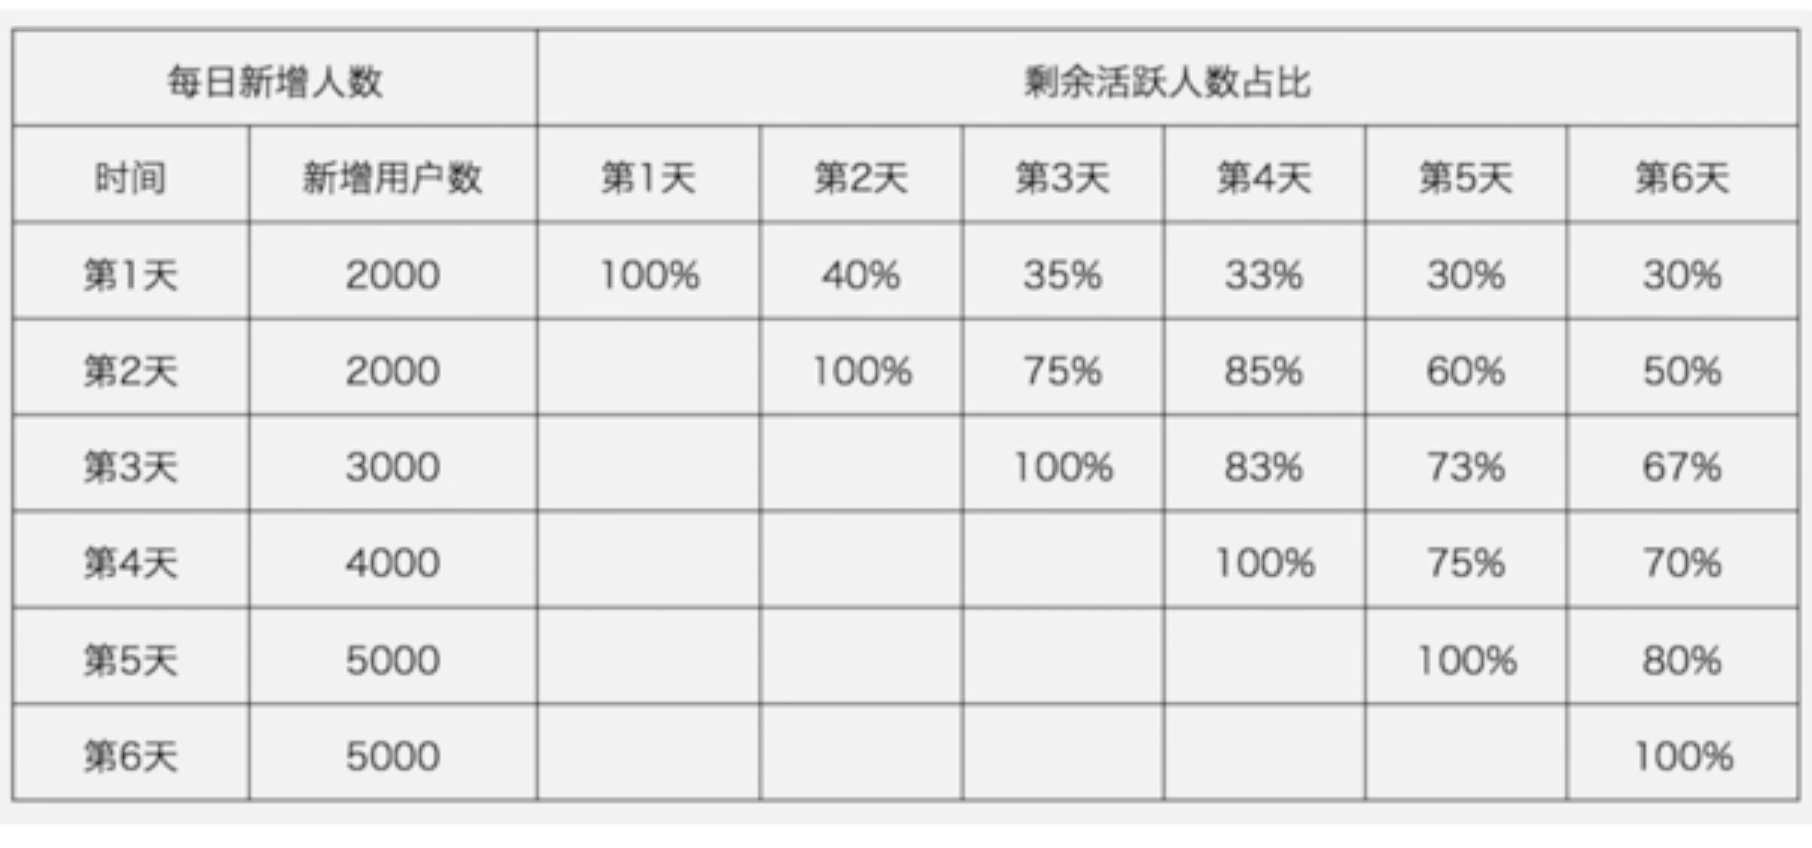 每日新增人数 剩余活跃人数占比
时间 新增用户数 第1天 第2天 第3天 第4天 第5天 第6天
第1天 2000 100% 40% 35% 33% 30% 30%
第2天 2000 100% 75% 85% 60% 50%
第3天 3000 100% 83% 73% 67%
第4天 4000 100% 75% 70%
第5天 5000 100% 80%
第6天 5000 100%